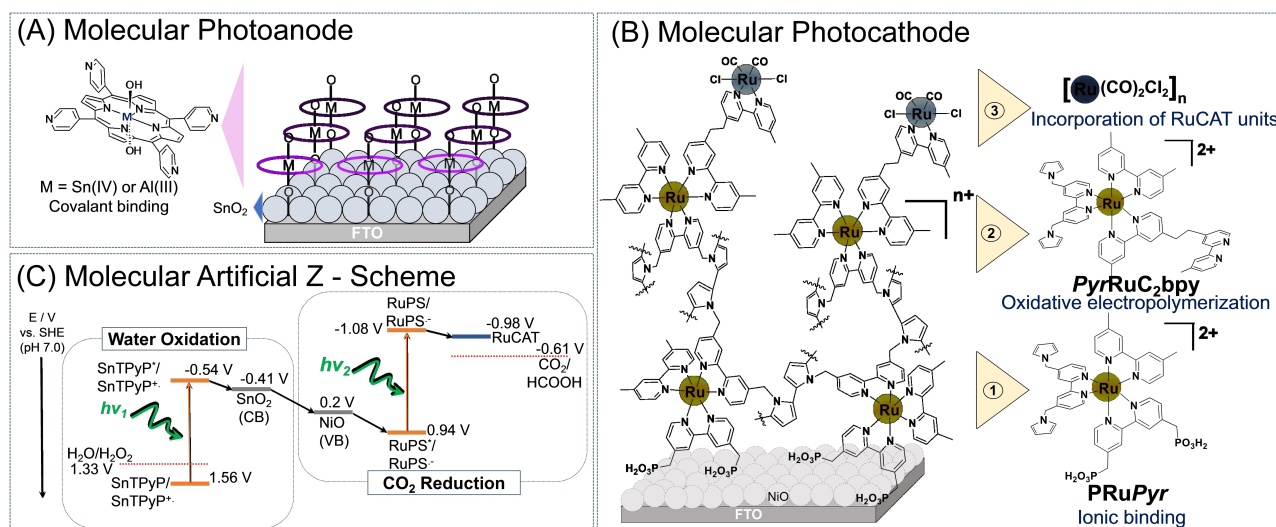 (A) Molecular Photoanode
N
N
N
N
OH
N
N
M
N
N
OH
M = Sn(IV) or Al(III)
Covalant binding
SnO2
O O O
M M M
O O O
M M M
O O O
M M M
O O O
FTO
(B) Molecular Photocathode
OC CO
Cl Ru Cl
N N
OC CO
Cl Ru Cl
N N
Ru
Ru
n+
N N
Ru
Ru
H2O3P
PO3H2
H2O3P
H2O3P
NiO
FTO
③
[Ru(CO)2Cl2]n
Incorporation of RuCAT units
②
2+
Ru
PyrRuC2bpy
Oxidative electropolymerization
①
2+
Ru
PO3H2
H2O3P
PRuPyr
Ionic binding
(C) Molecular Artificial Z - Scheme
E / V
vs. SHE
(pH 7.0)
Water Oxidation
SnTPyP*/
SnTPyP+.
-0.54 V
-0.41 V
SnO2
(CB)
hv1
H2O/H2O2
1.33 V
SnTPyP/
SnTPyP+.
1.56 V
0.2 V
NiO
(VB)
RuPS/
RuPS.-
-1.08 V
-0.98 V
RuCAT
-0.61 V
CO2/
HCOOH
hv2
0.94 V
RuPS*/
RuPS.-
CO2 Reduction